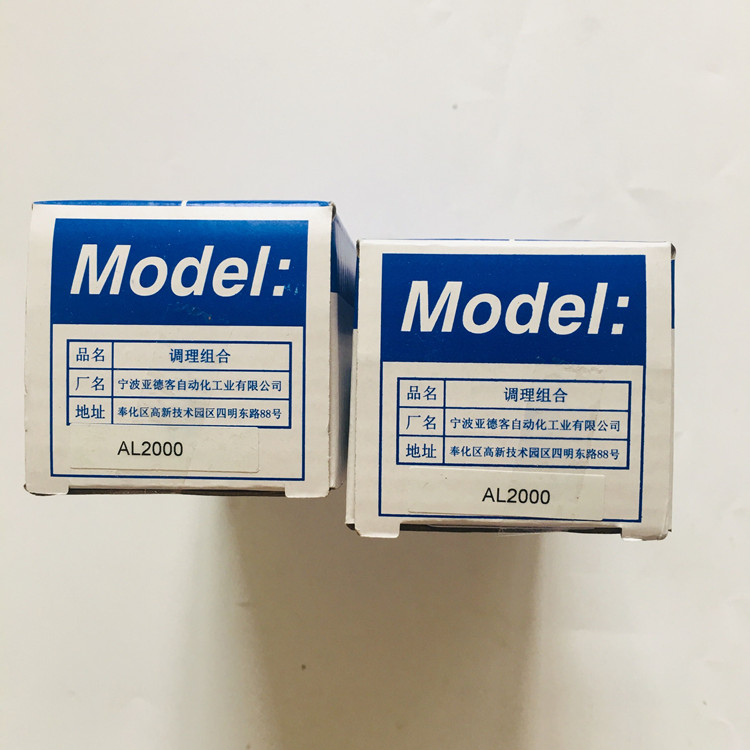 Model:
品名 调理组合
厂名 宁波亚德客自动化工业有限公司
地址 奉化区高新技术园区四明东路88号
AL2000
Model:
品名 调理组合
厂名 宁波亚德客自动化工业有限公司
地址 奉化区高新技术园区四明东路88号
AL2000